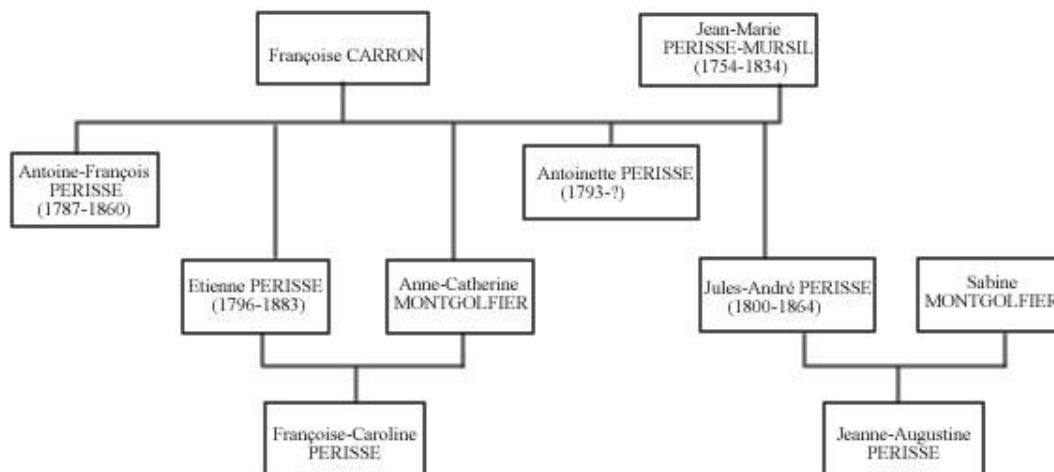 Françoise CARRON
Jean-Marie
PERISSE-MURSIL
(1754-1834)
Antoine-François
PERISSE
(1787-1860)
Antoinette PERISSE
(1793-?)
Etienne PERISSE
(1796-1883)
Anne-Catherine
MONTGOLFIER
Jules-André PERISSE
(1800-1864)
Sabine
MONTGOLFIER
Françoise-Caroline
PERISSE
Jeanne-Augustine
PERISSE